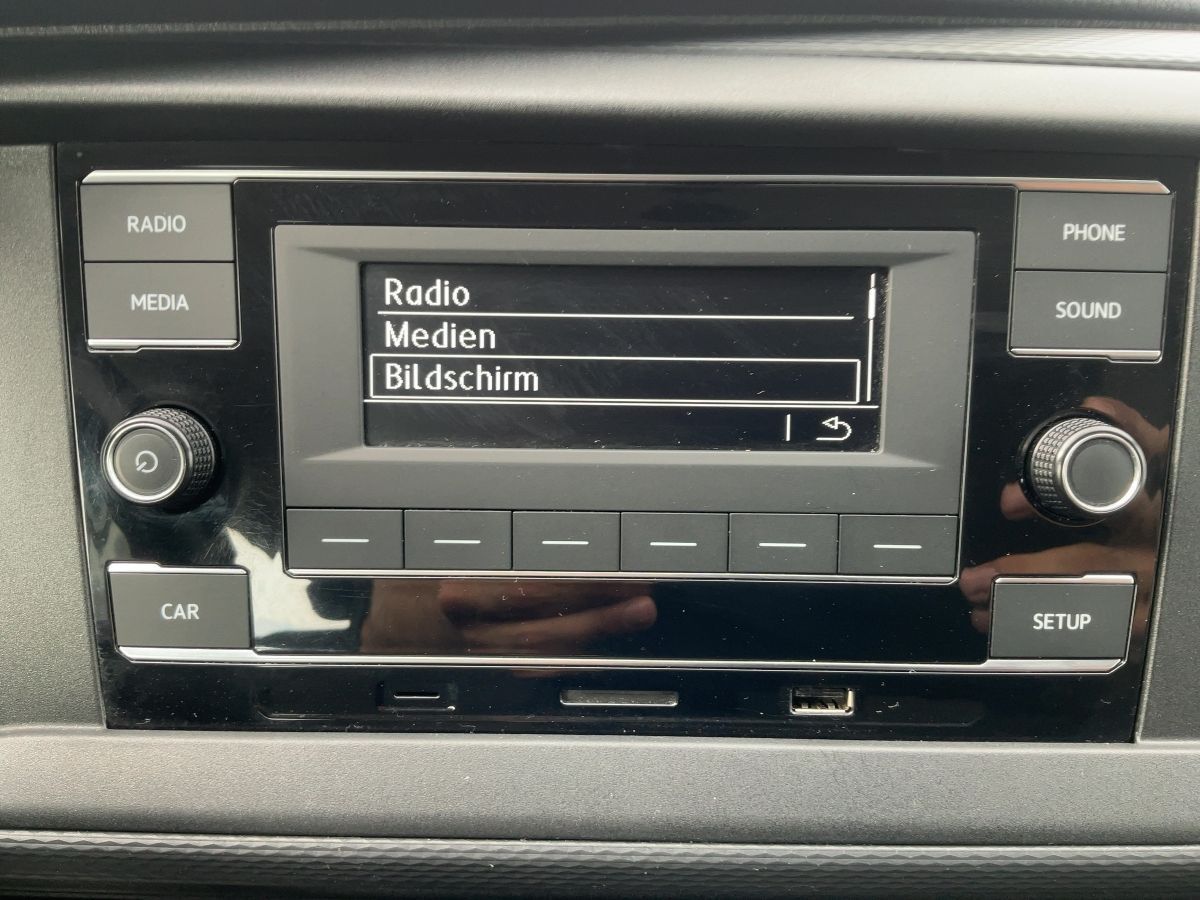 RADIO
MEDIA
Radio
Medien
Bildschirm
PHONE
SOUND
CAR
SETUP